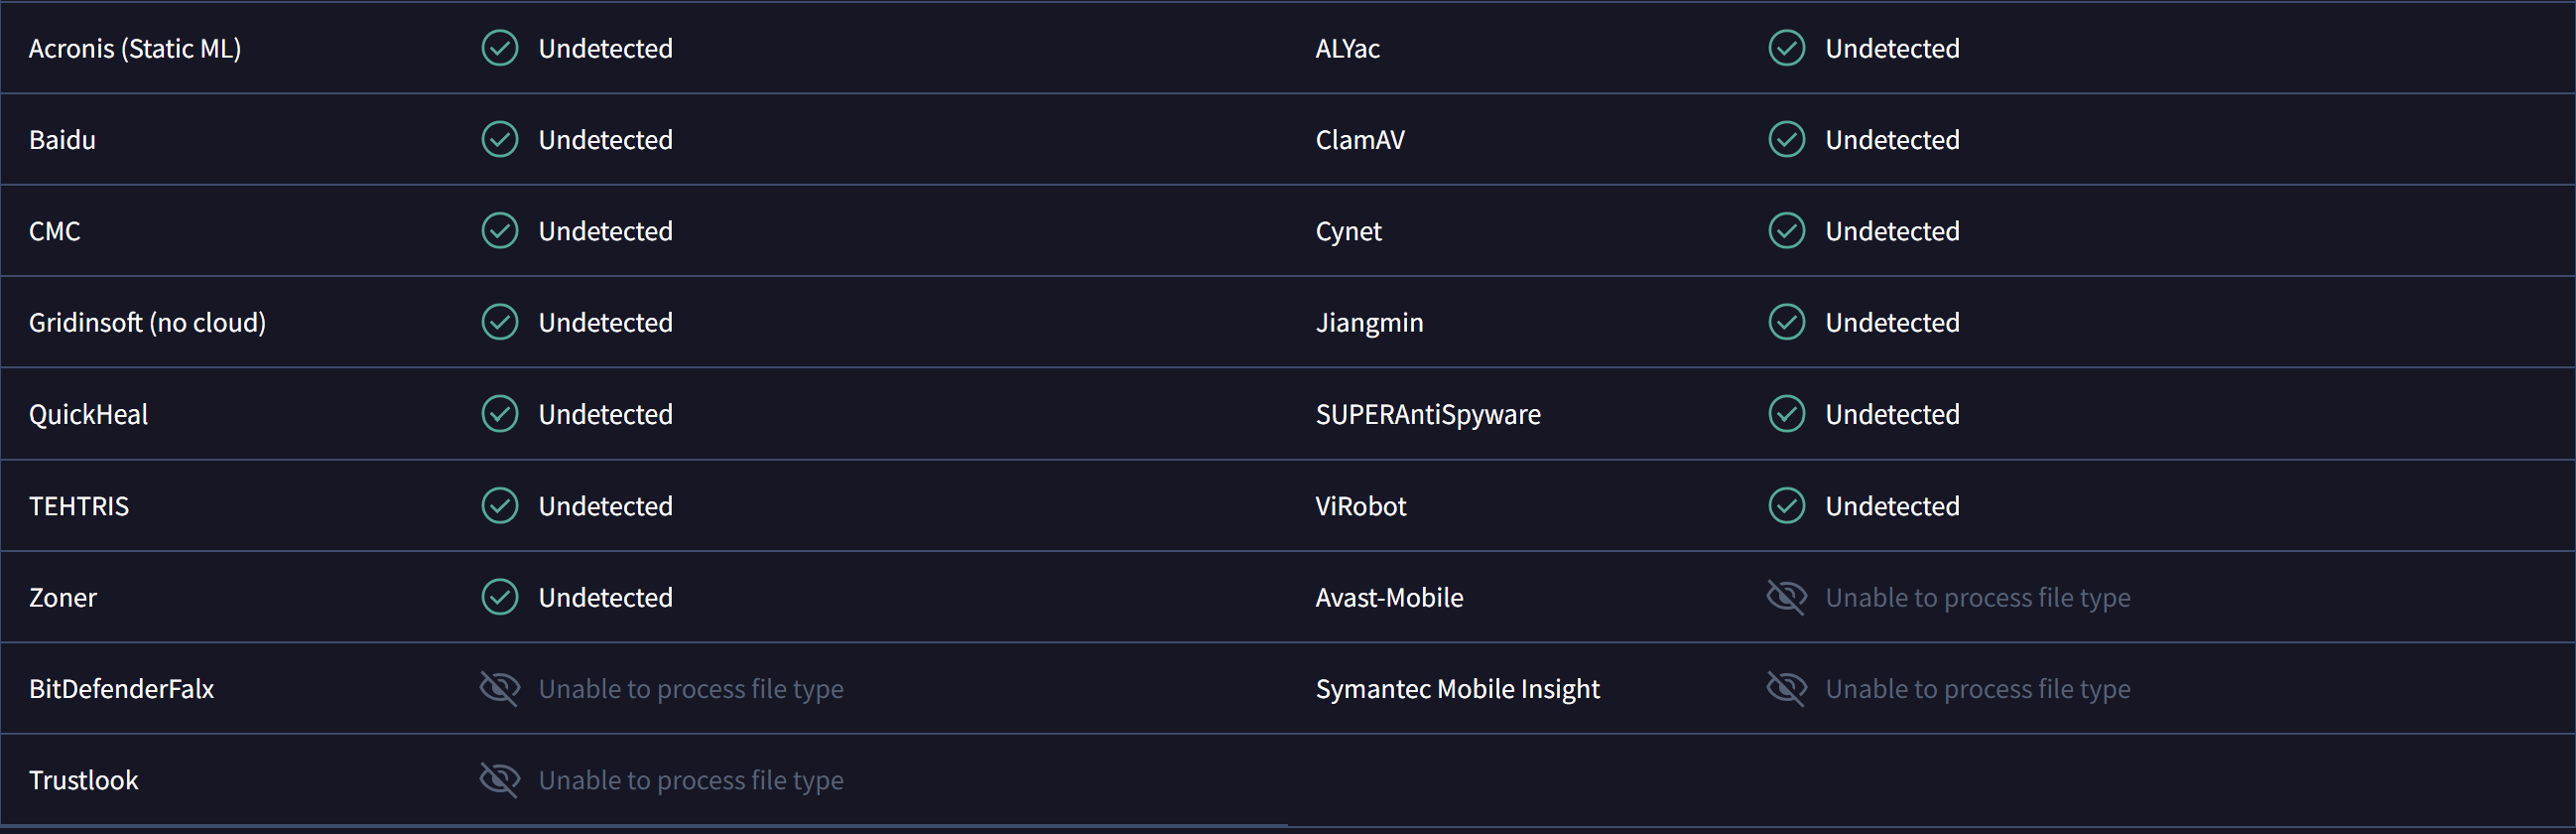 Acronis (Static ML) Undetected ALYac Undetected
Baidu Undetected ClamAV Undetected
CMC Undetected Cynet Undetected
Gridinsoft (no cloud) Undetected Jiangmin Undetected
QuickHeal Undetected SUPERAntiSpyware Undetected
TEHTRIS Undetected ViRobot Undetected
Zoner Undetected Avast-Mobile Unable to process file type
BitDefenderFalx Unable to process file type Symantec Mobile Insight Unable to process file type
Trustlook Unable to process file type